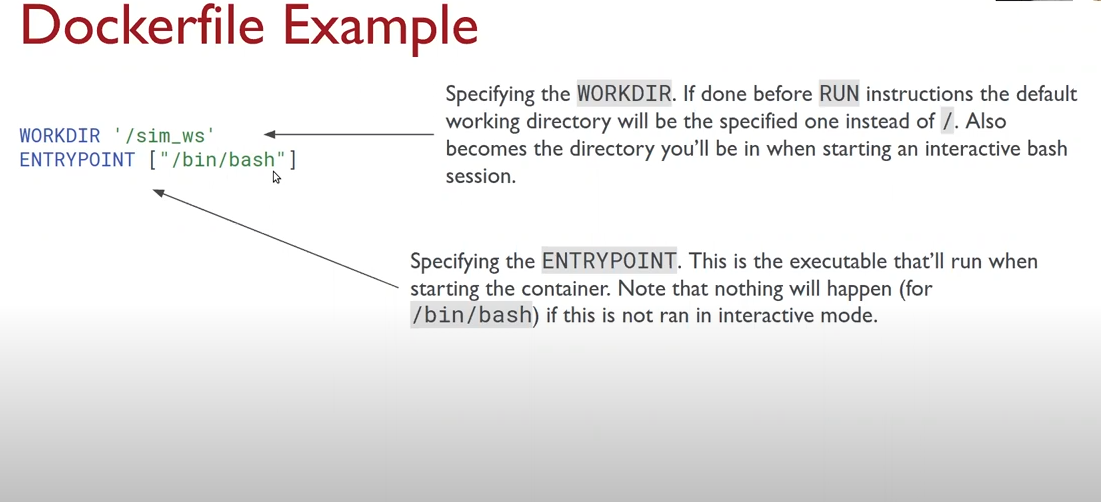 Dockerfile Example
Specifying the WORKDIR. If done before RUN instructions the default
working directory will be the specified one instead of /. Also
becomes the directory you'll be in when starting an interactive bash
session.
WORKDIR '/sim_ws'
ENTRYPOINT ["/bin/bash"]
Specifying the ENTRYPOINT. This is the executable that'll run when
starting the container. Note that nothing will happen (for
/bin/bash) if this is not ran in interactive mode.